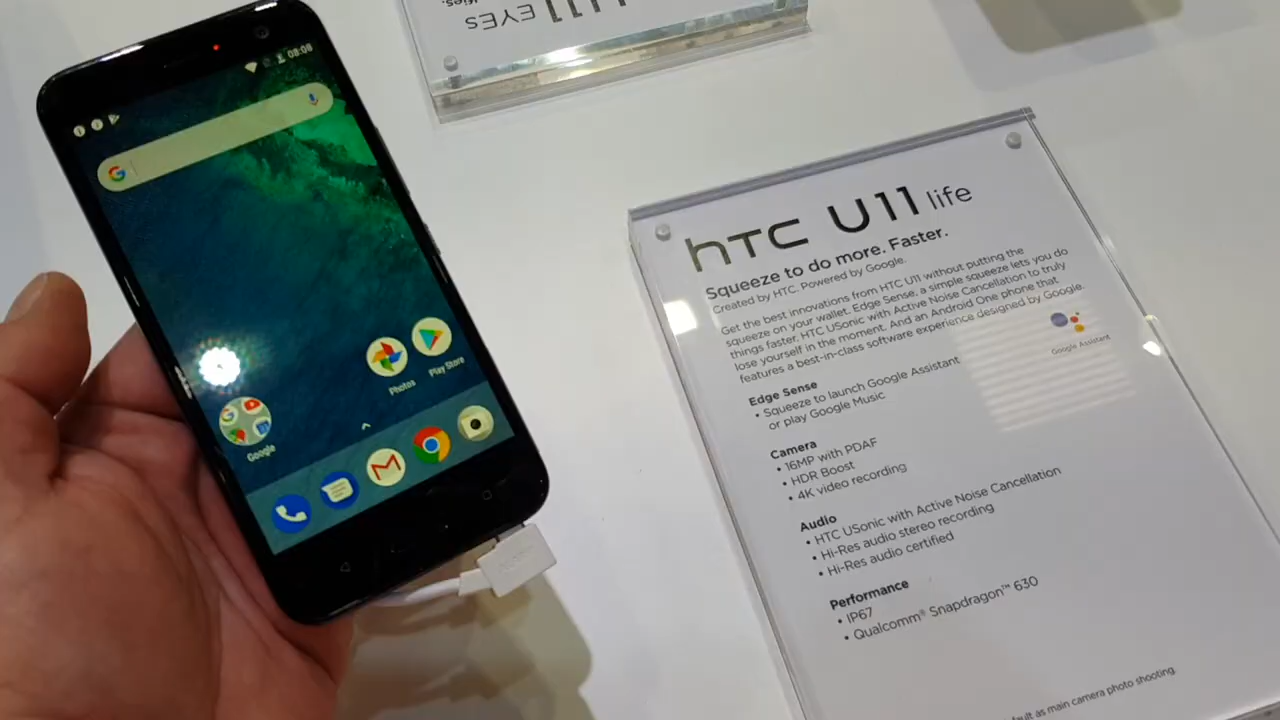 U11 EYES
08:08
Google
Photos
Play Store
hTC U11 life
Squeeze to do more. Faster.
Created by HTC. Powered by Google.
Get the best innovations from HTC U11 without putting the
squeeze on your wallet. Edge Sense, a simple squeeze lets you do
things faster. HTC USonic with Active Noise Cancellation to truly
lose yourself in the moment. And an Android One phone that
features a best-in-class software experience designed by Google.
Google Assistant
Edge Sense
• Squeeze to launch Google Assistant
or play Google Music
Camera
• 16MP with PDAF
• HDR Boost
• 4K video recording
Audio
• HTC USonic with Active Noise Cancellation
• Hi-Res audio stereo recording
• Hi-Res audio certified
Performance
• IP67
• Qualcomm® Snapdragon™ 630
as main camera photo shooting.